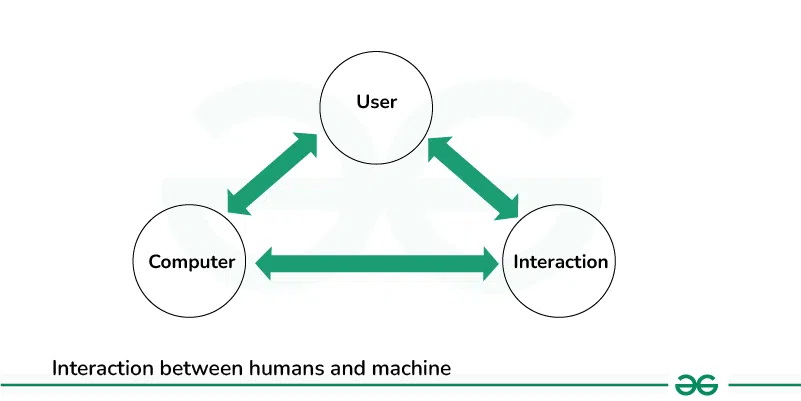 User
Computer
Interaction
Interaction between humans and machine